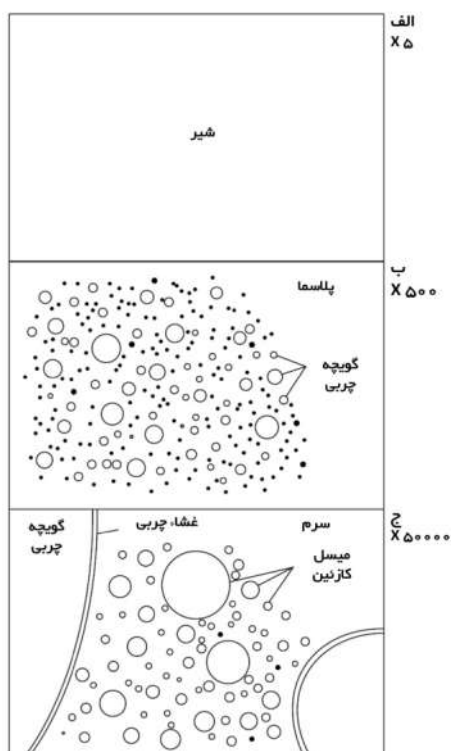 الف
X ۵
شیر
ب
X ۵۰۰
پلاسما
گویچه
چربی
ج
X ۵۰۰۰۰
سرم
غشاء چربی
گویچه
چربی
میسل
کازئین